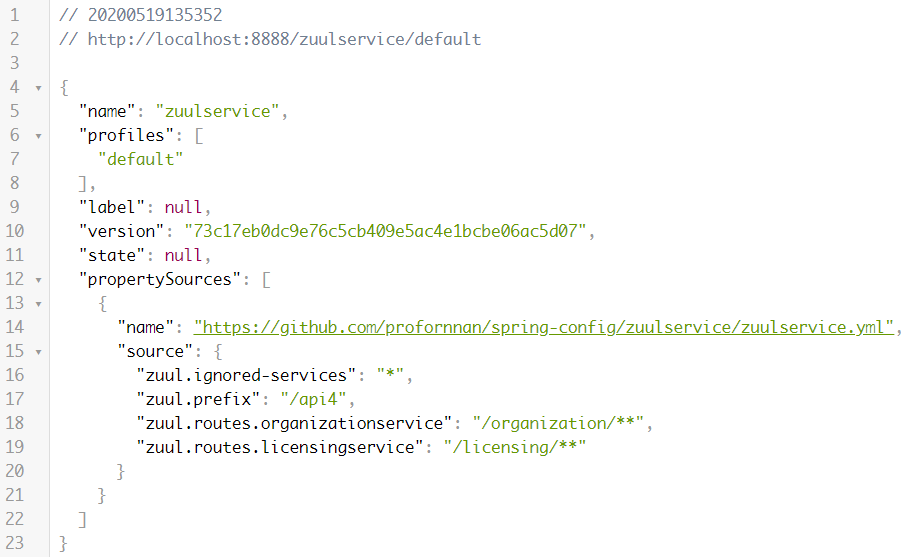 1 // 20200519135352
2 // http://localhost:8888/zuulservice/default
3
4 {
5 "name": "zuulservice",
6 "profiles": [
7 "default"
8 ],
9 "label": null,
10 "version": "73c17eb0dc9e76c5cb409e5ac4e1bcbe06ac5d07",
11 "state": null,
12 "propertySources": [
13 {
14 "name": "https://github.com/profornnan/spring-config/zuulservice/zuulservice.yml",
15 "source": {
16 "zuul.ignored-services": "*",
17 "zuul.prefix": "/api4",
18 "zuul.routes.organizationservice": "/organization/**",
19 "zuul.routes.licensingservice": "/licensing/**"
20 }
21 }
22 ]
23 }